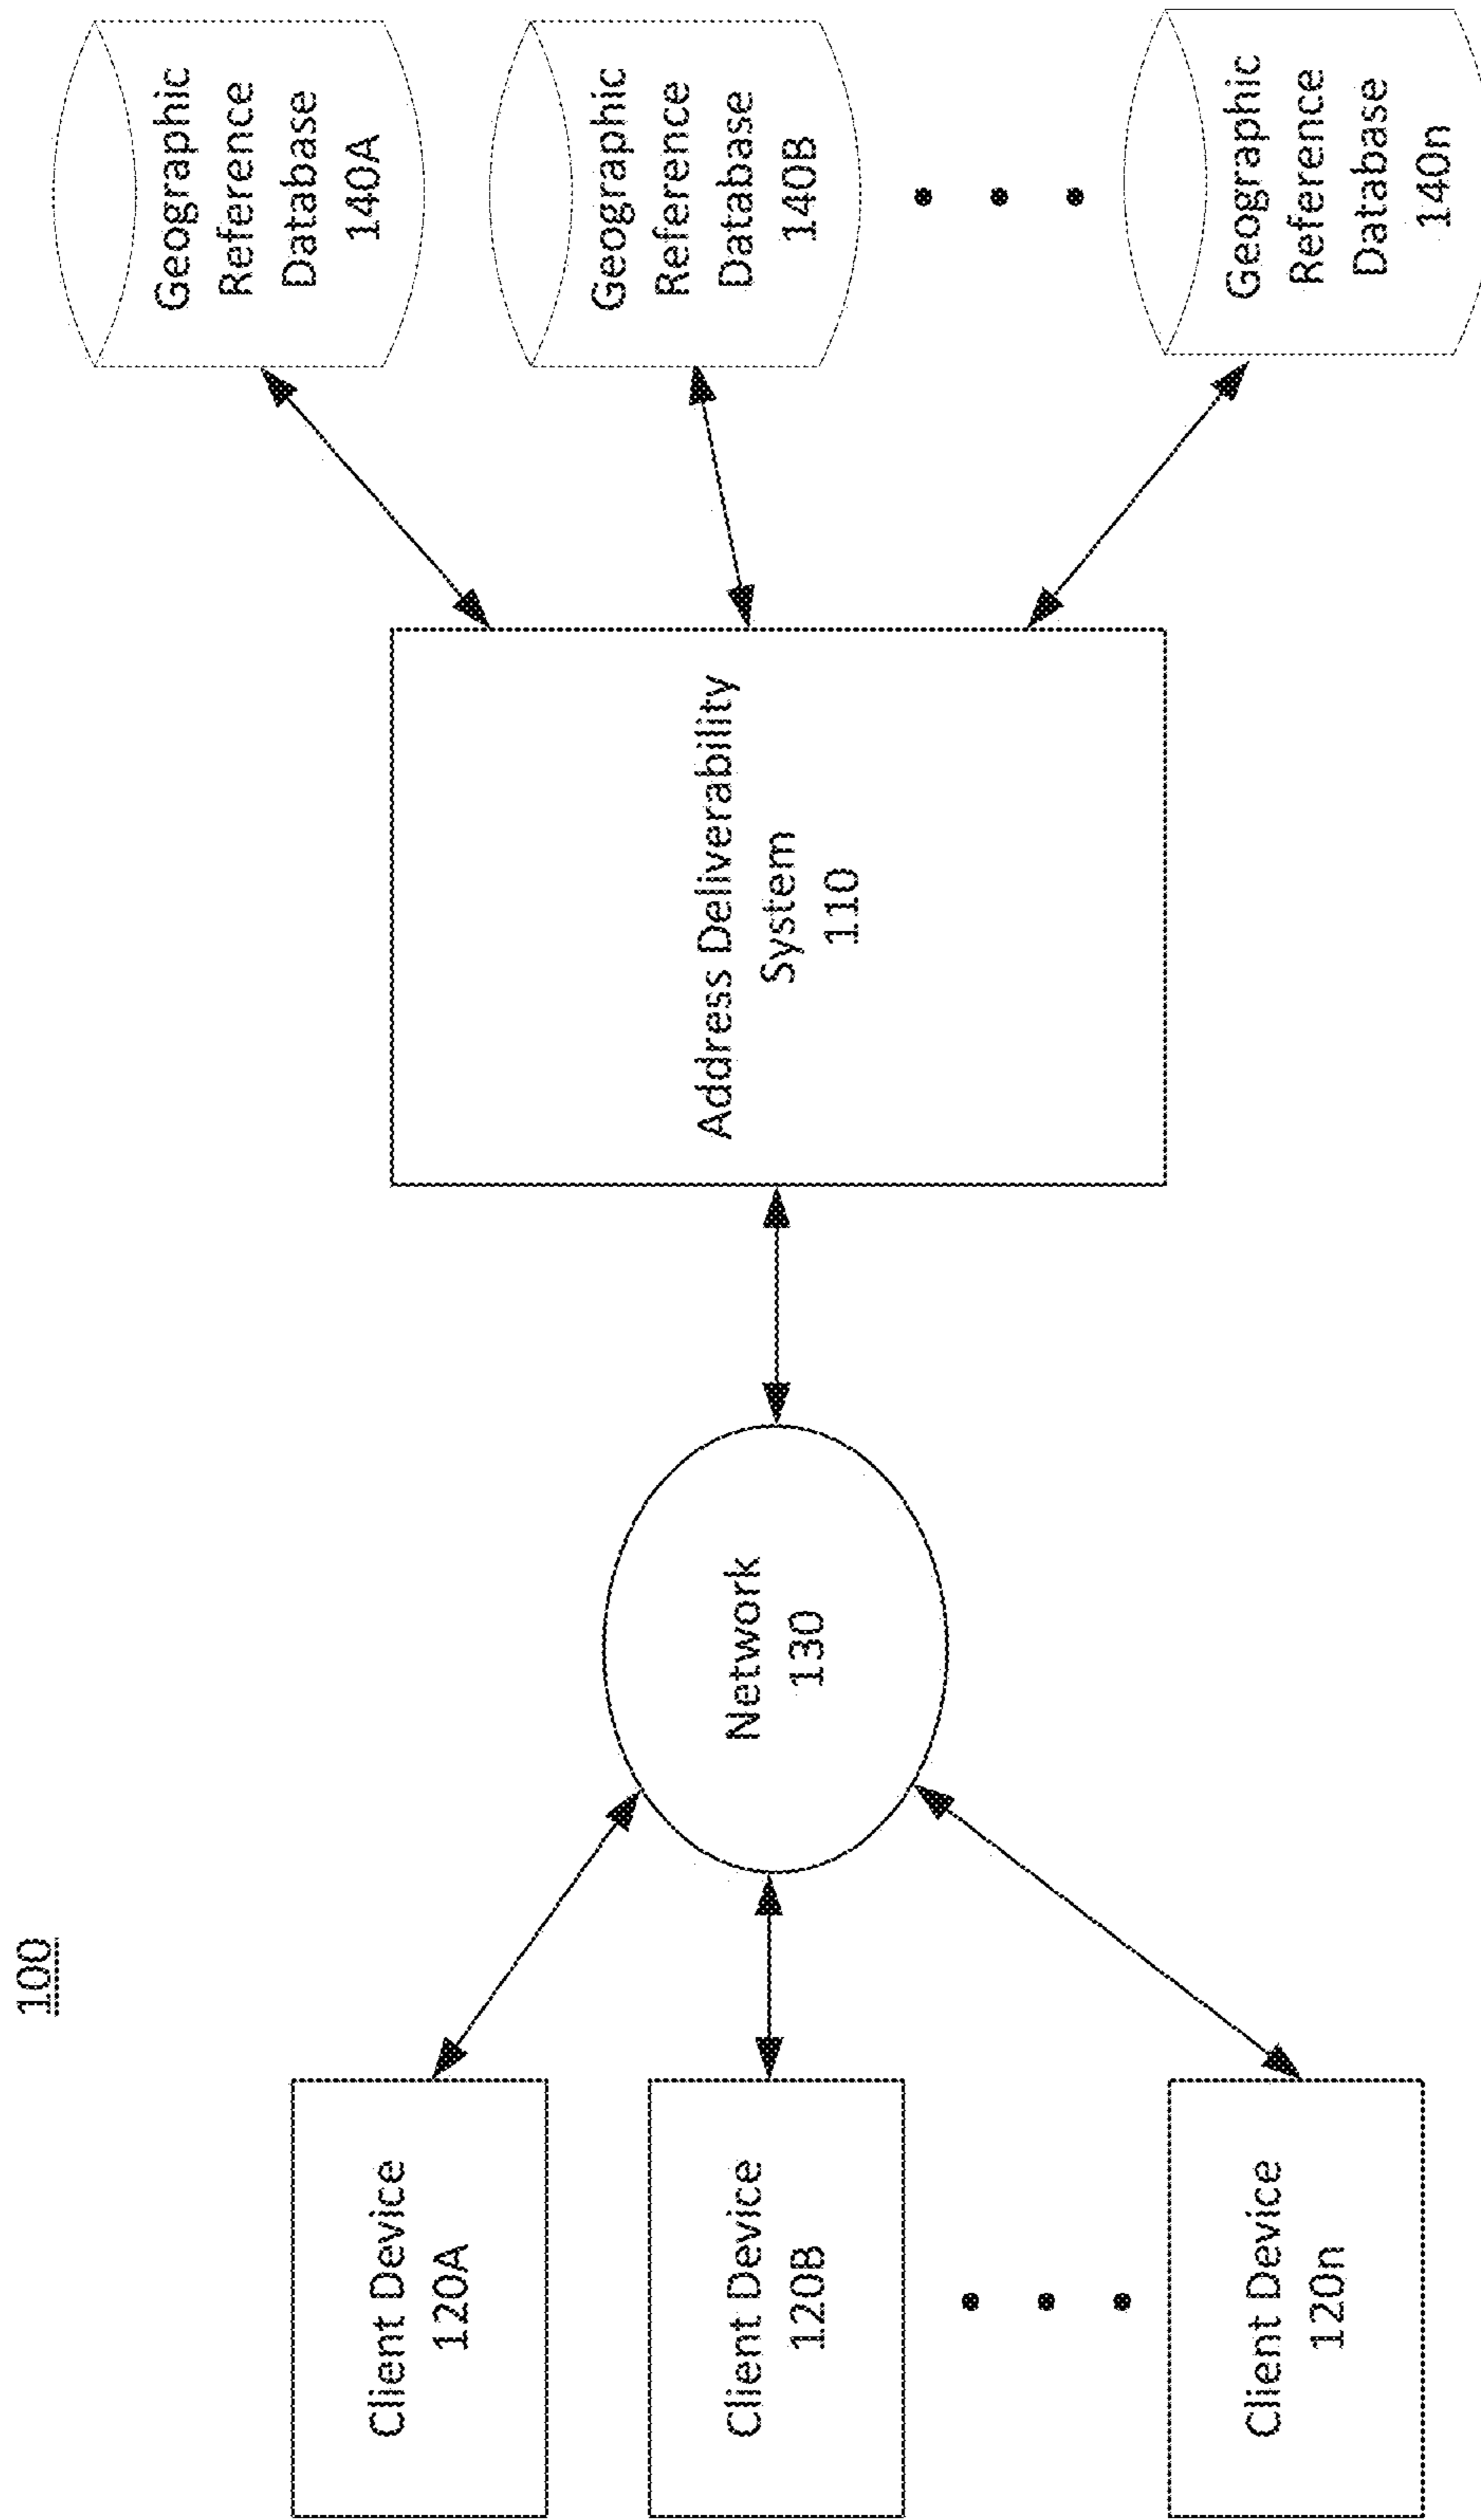 100
Client Device
120A
Client Device
120B
Client Device
120n
Network
130
Address Deliverability
System
110
Geographic
Reference
Database
140A
Geographic
Reference
Database
140B
Geographic
Reference
Database
140n